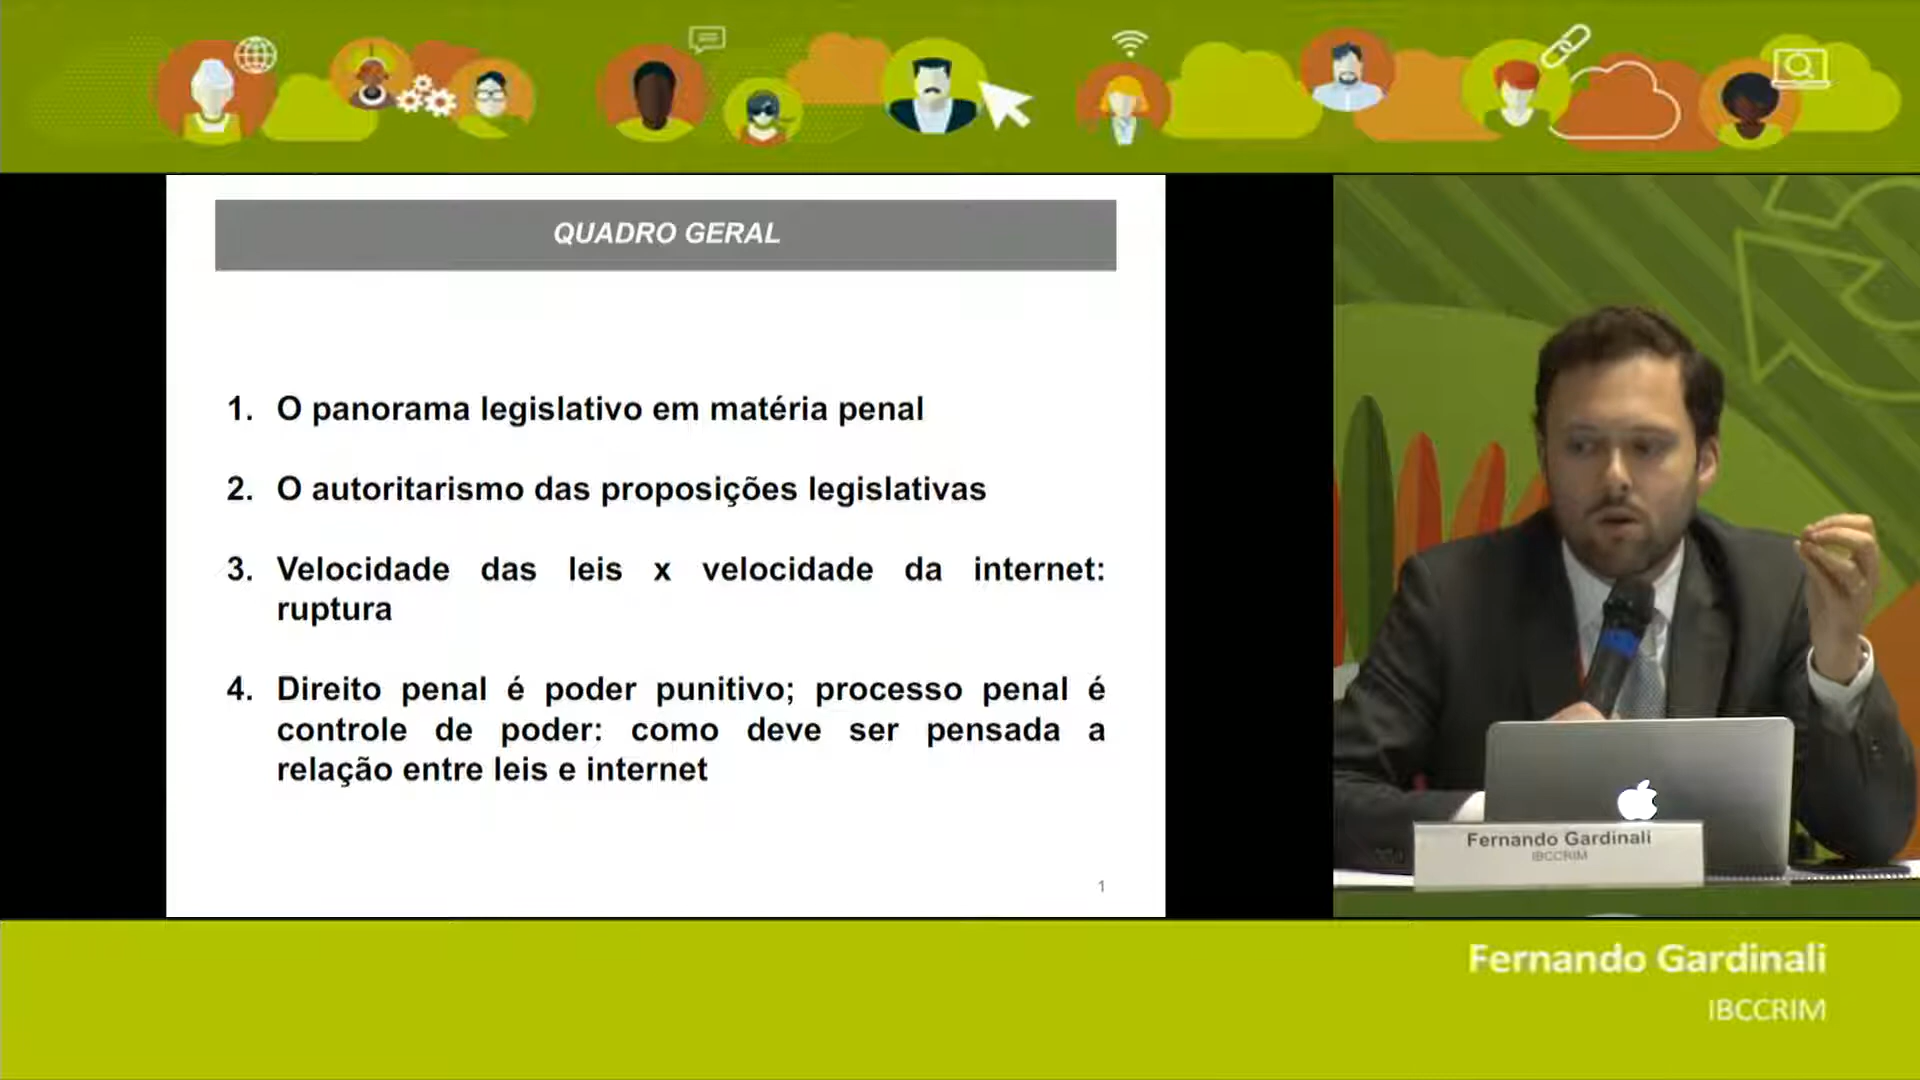 QUADRO GERAL
1. O panorama legislativo em matéria penal
2. O autoritarismo das proposições legislativas
3. Velocidade das leis x velocidade da internet:
ruptura
4. Direito penal é poder punitivo; processo penal é
controle de poder: como deve ser pensada a
relação entre leis e internet
1
Fernando Gardinali
IBCCRIM
Fernando Gardinali
IBCCRIM